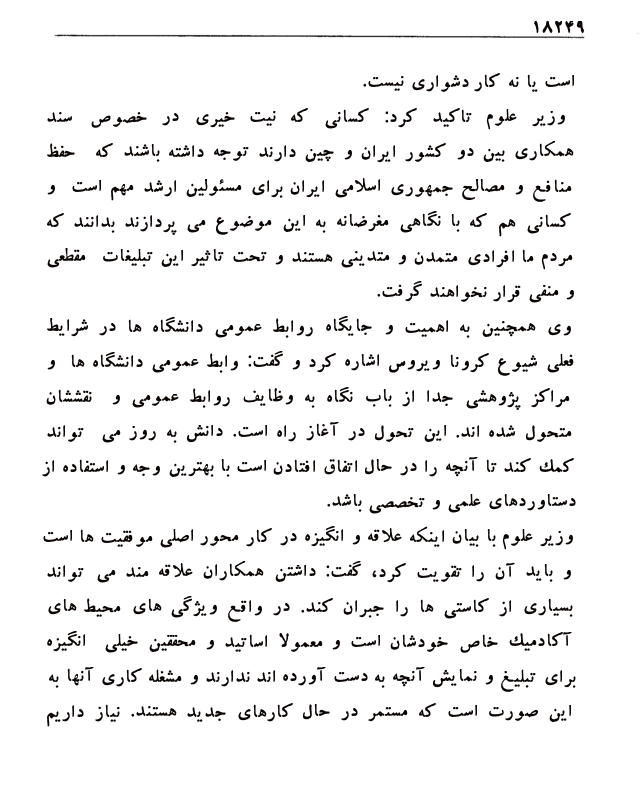 ۱۸۲۴۹
است یا نه کار دشواری نیست.
وزیر علوم تاکید کرد: کسانی که نیت خیری در خصوص سند
همکاری بین دو کشور ایران و چین دارند توجه داشته باشند که حفظ
منافع و مصالح جمهوری اسلامی ایران برای مسئولین ارشد مهم است و
کسانی هم که با نگاهی مغرضانه به این موضوع می پردازند بدانند که
مردم ما افرادی متمدن و متدینی هستند و تحت تاثیر این تبلیغات مقطعی
و منفی قرار نخواهند گرفت.
وی همچنین به اهمیت و جایگاه روابط عمومی دانشگاه ها در شرایط
فعلی شیوع کرونا ویروس اشاره کرد و گفت: وابط عمومی دانشگاه ها و
مراکز پژوهشی جدا از باب نگاه به وظایف روابط عمومی و نقششان
متحول شده اند. این تحول در آغاز راه است. دانش به روز می تواند
کمك کند تا آنچه را در حال اتفاق افتادن است با بهترین وجه و استفاده از
دستاوردهای علمی و تخصصی باشد.
وزیر علوم با بیان اینکه علاقه و انگیزه در کار محور اصلی موفقیت ها است
و باید آن را تقویت کرد، گفت: داشتن همکاران علاقه مند می تواند
بسیاری از کاستی ها را جبران کند. در واقع ویژگی های محیط های
آکادمیك خاص خودشان است و معمولا اساتید و محققین خیلی انگیزه
برای تبلیغ و نمایش آنچه به دست آورده اند ندارند و مشغله کاری آنها به
این صورت است که مستمر در حال کارهای جدید هستند. نیاز داریم